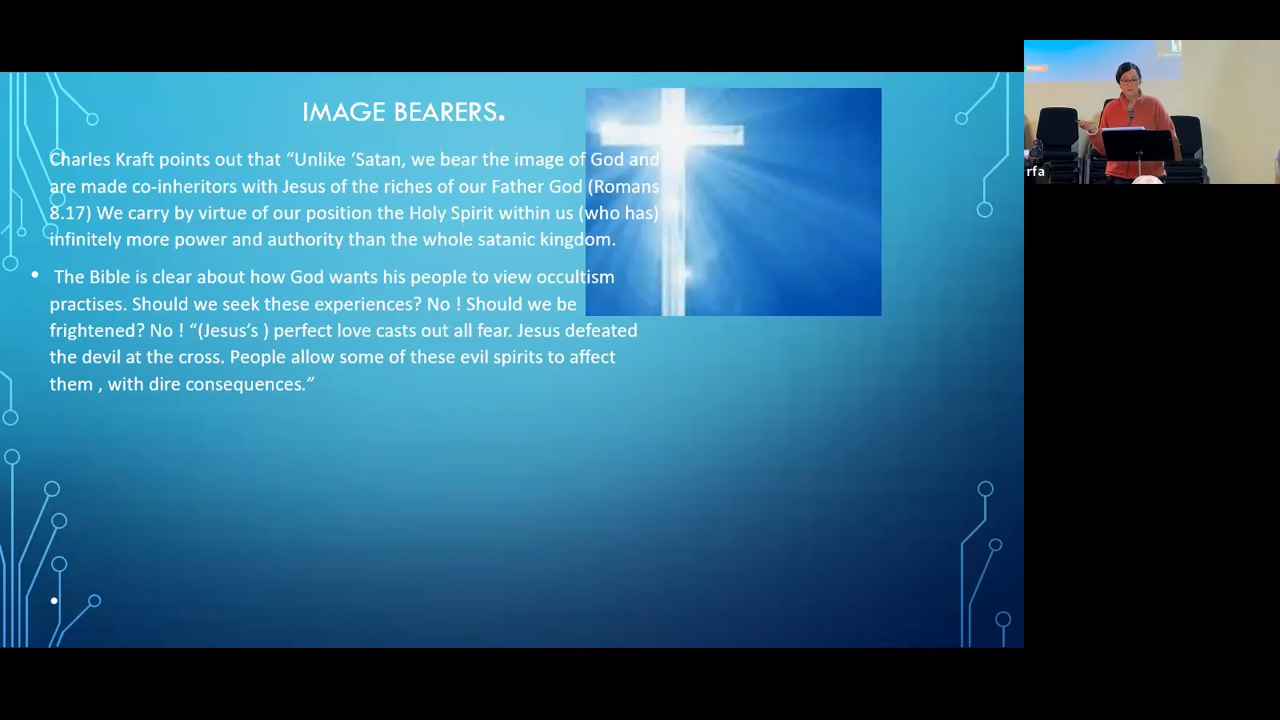 IMAGE BEARERS.
Charles Kraft points out that “Unlike ‘Satan, we bear the image of God and
are made co-inheritors with Jesus of the riches of our Father God (Romans
8.17) We carry by virtue of our position the Holy Spirit within us (who has)
infinitely more power and authority than the whole satanic kingdom.
• The Bible is clear about how God wants his people to view occultism
practises. Should we seek these experiences? No ! Should we be
frightened? No ! “(Jesus’s ) perfect love casts out all fear. Jesus defeated
the devil at the cross. People allow some of these evil spirits to affect
them , with dire consequences.”
•
rfa